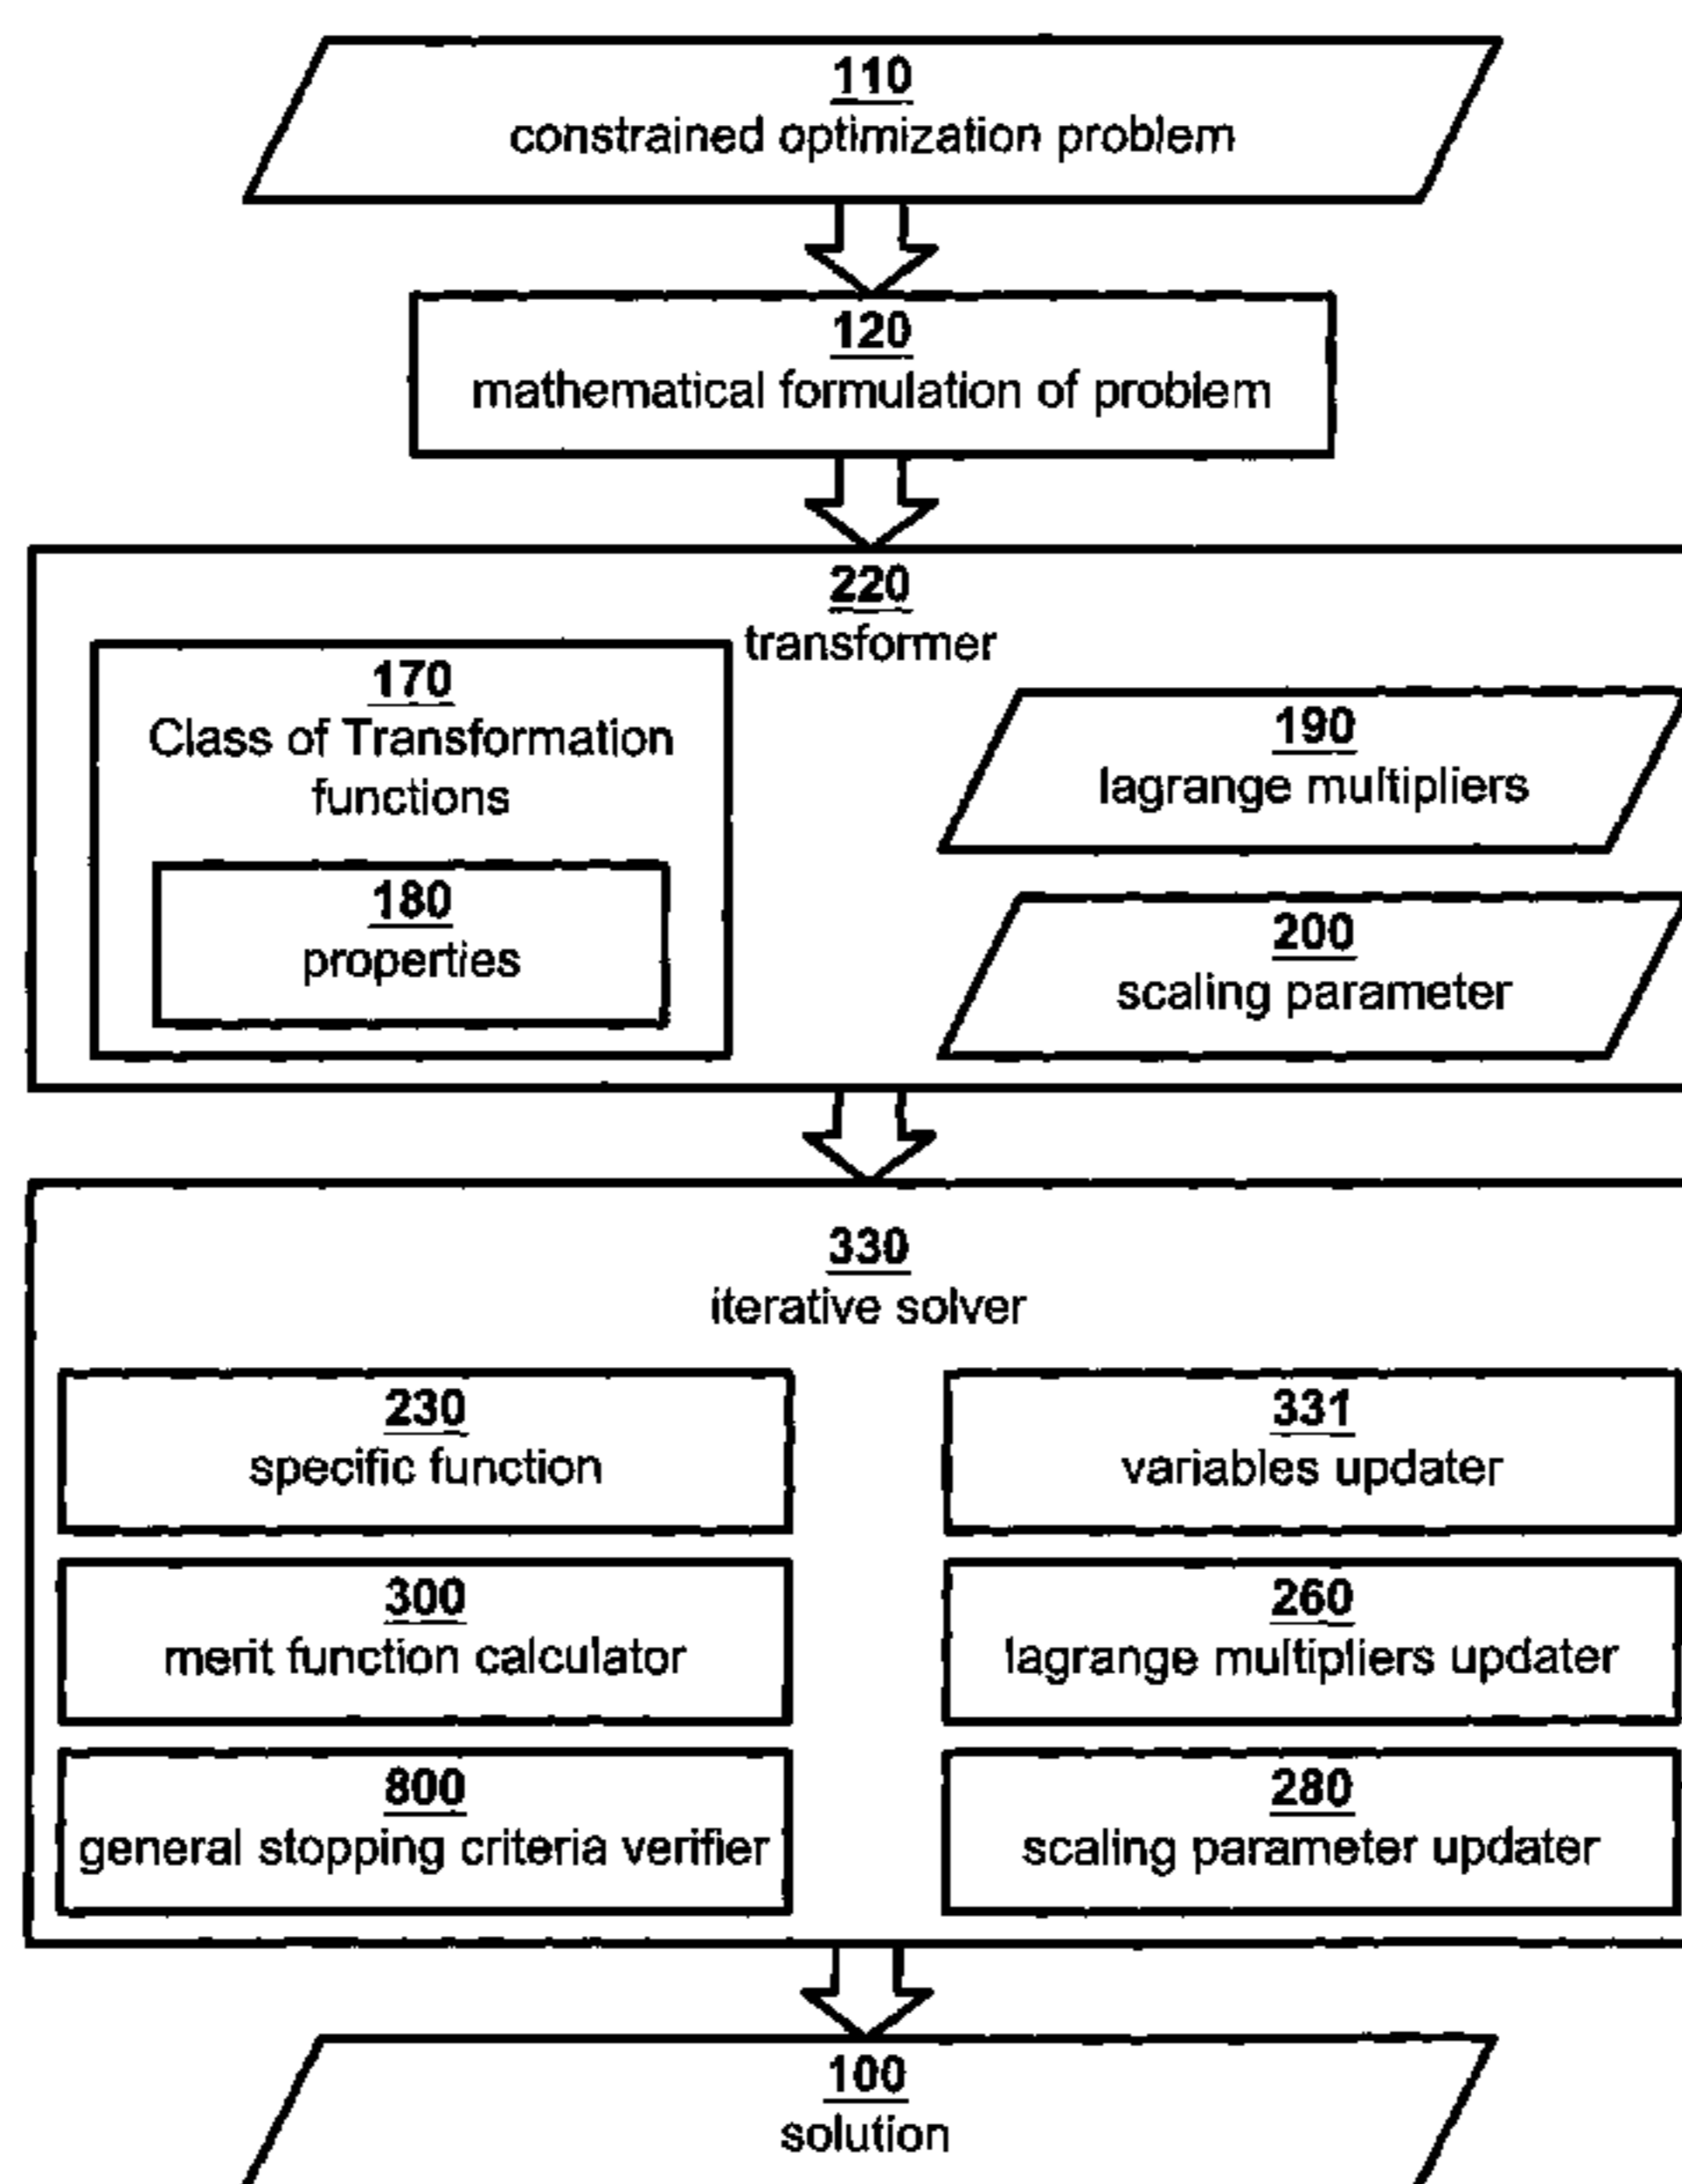 110
constrained optimization problem
120
mathematical formulation of problem
220
transformer
170
Class of Transformation
functions
180
properties
190
lagrange multipliers
200
scaling parameter
330
iterative solver
230
specific function
331
variables updater
300
merit function calculator
260
lagrange multipliers updater
800
general stopping criteria verifier
280
scaling parameter updater
100
solution